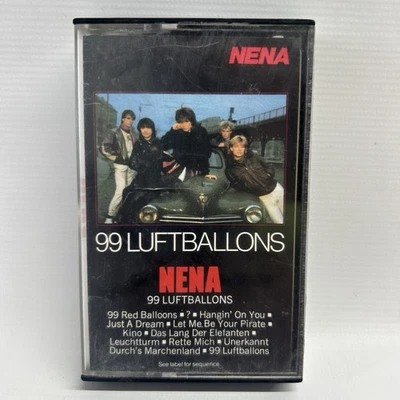 NENA
99 LUFTBALLONS
NENA
99 LUFTBALLONS
99 Red Balloons ▪ ? ▪ Hangin' On You ▪
Just A Dream ▪ Let Me Be Your Pirate ▪
Kino ▪ Das Lang Der Elefanten ▪
Leuchtturm ▪ Rette Mich ▪ Unerkannt
Durch's Marchenland ▪ 99 Luftballons
See label for sequence